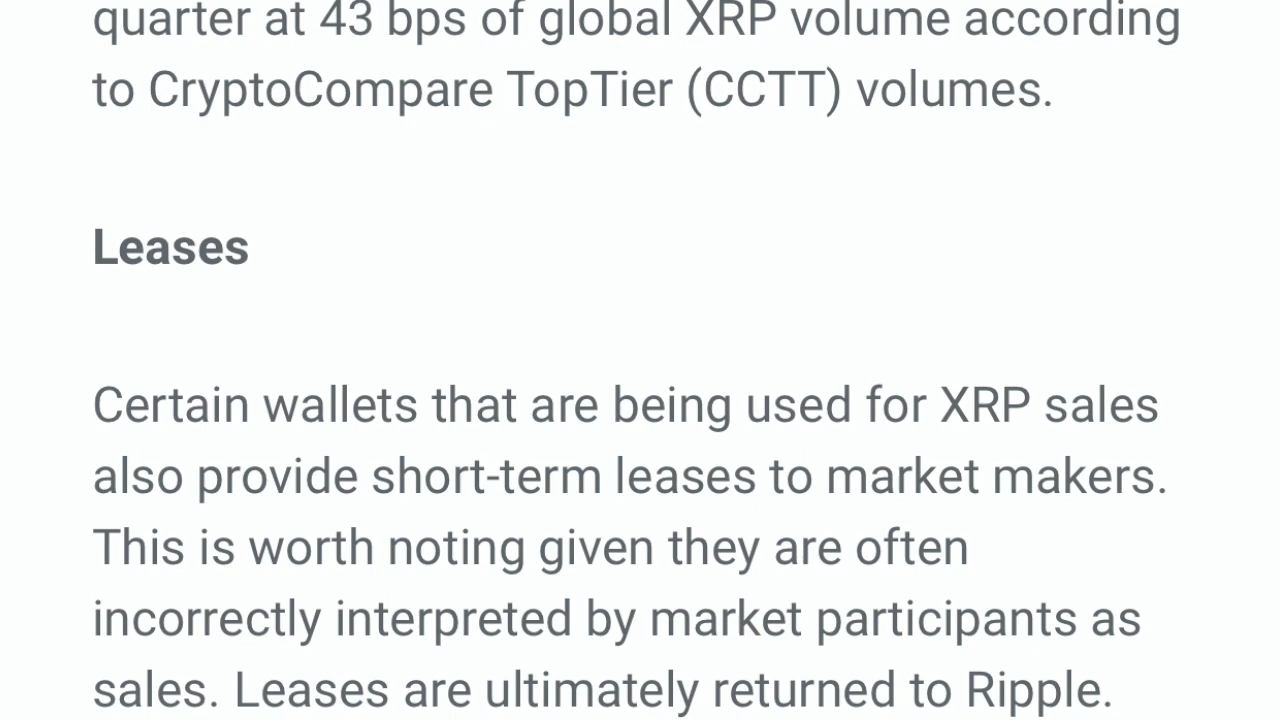 quarter at 43 bps of global XRP volume according
to CryptoCompare TopTier (CCTT) volumes.
Leases
Certain wallets that are being used for XRP sales
also provide short-term leases to market makers.
This is worth noting given they are often
incorrectly interpreted by market participants as
sales. Leases are ultimately returned to Ripple.